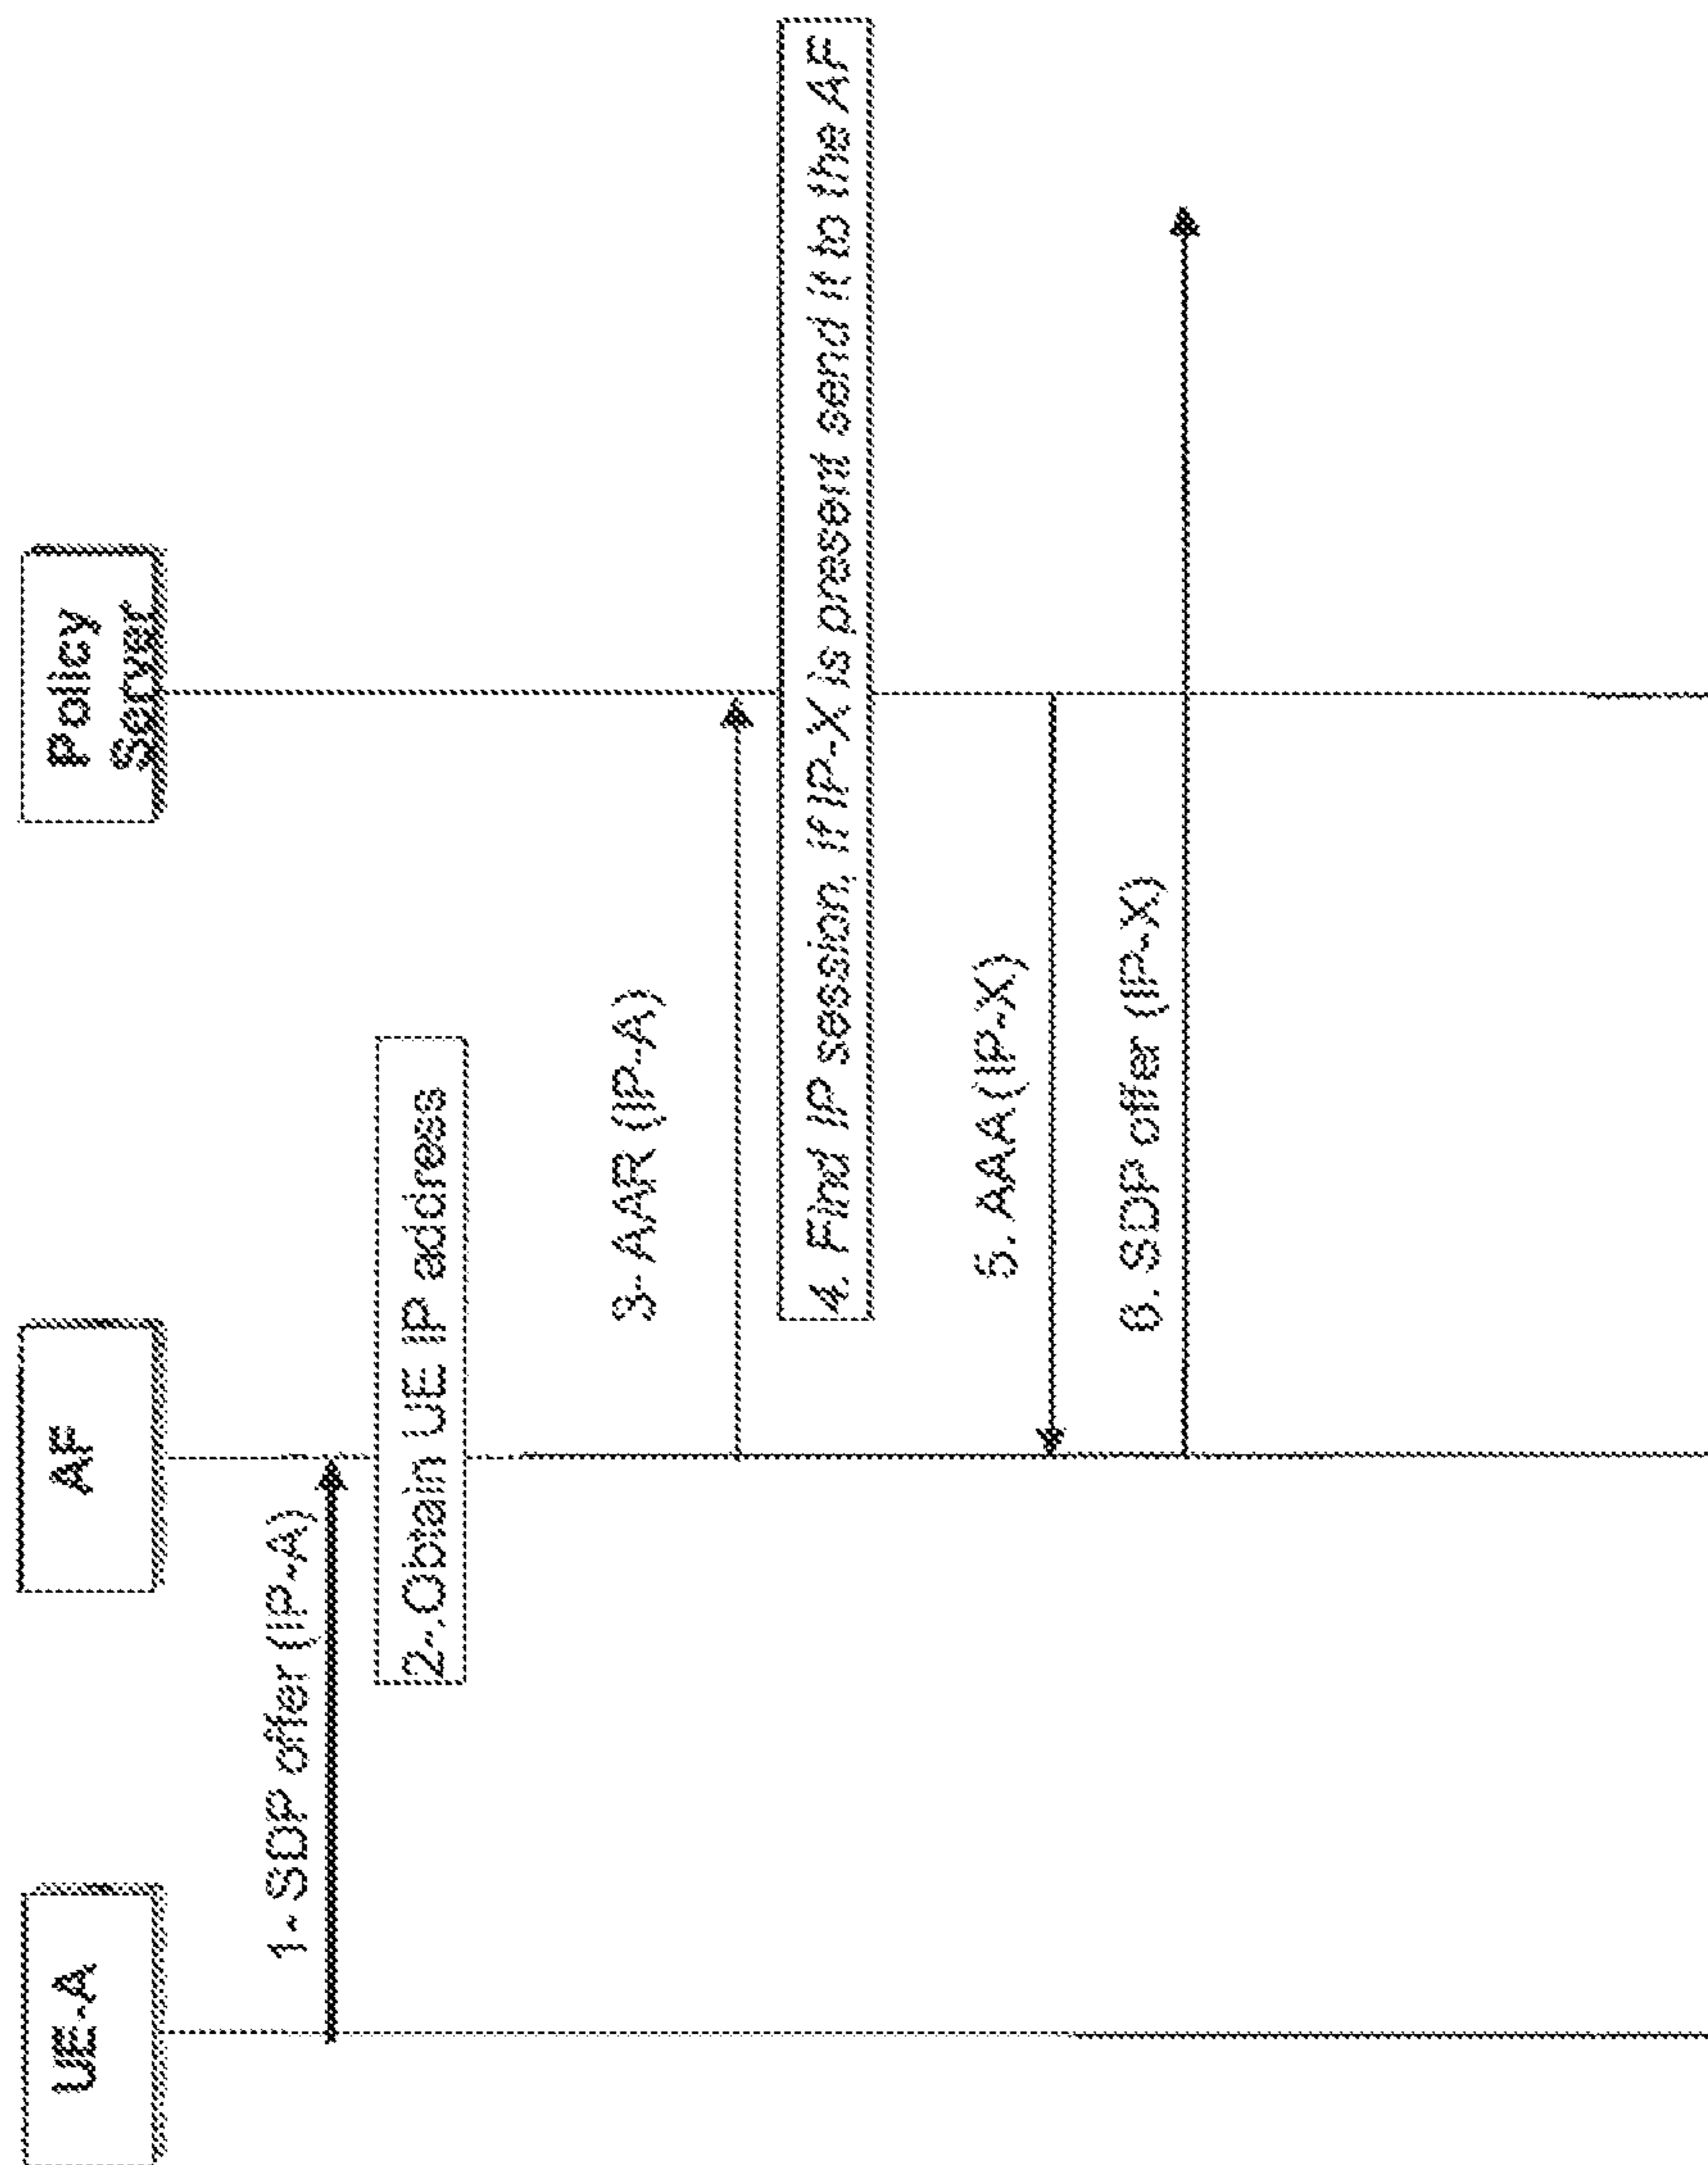 UE-A
AF
Policy
Server
1- SDP offer (IP-A)
2-.Obtain UE IP address
3- AAR (IP-A)
4. Find IP session, if IP-X is present send it to the AF
5. AAA(IP-X)
6. SDP offer (IP-X)